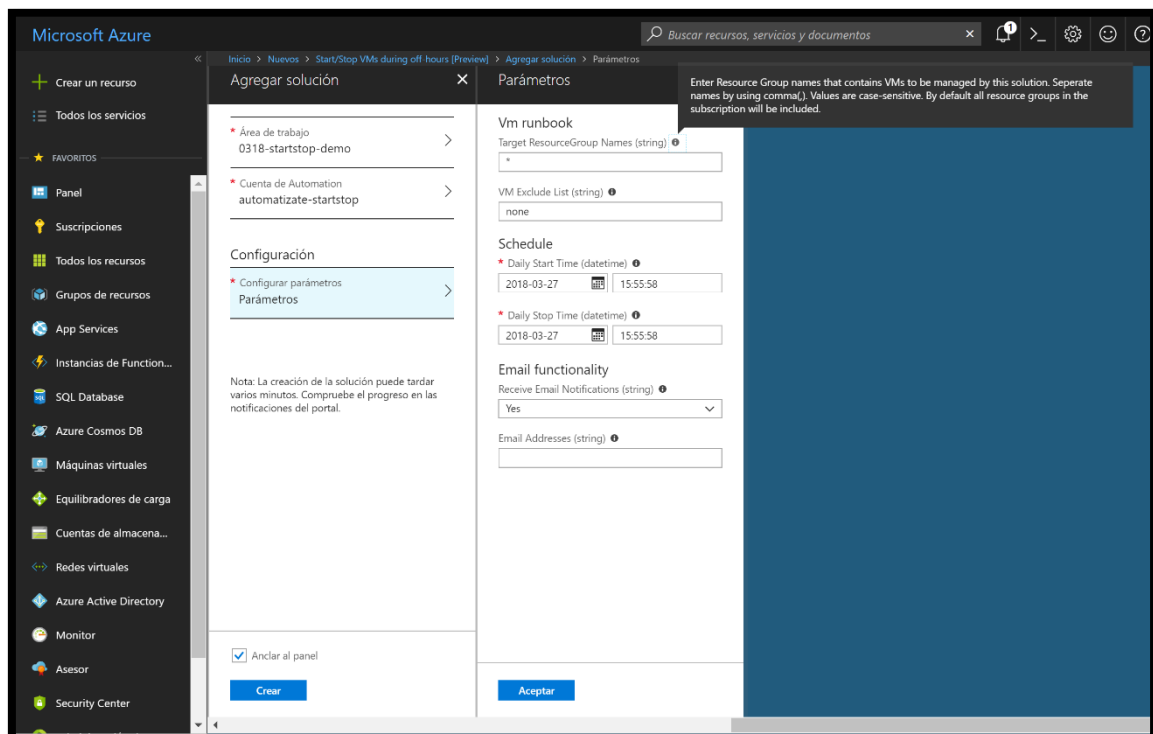 Microsoft Azure
Buscar recursos, servicios y documentos
1
Inicio > Nuevos > Start/Stop VMs during off-hours [Preview] > Agregar solución > Parámetros
Crear un recurso
Todos los servicios
FAVORITOS
Panel
Suscripciones
Todos los recursos
Grupos de recursos
App Services
Instancias de Function...
SQL Database
Azure Cosmos DB
Máquinas virtuales
Equilibradores de carga
Cuentas de almacena...
Redes virtuales
Azure Active Directory
Monitor
Asesor
Security Center
Agregar solución
* Área de trabajo
0318-startstop-demo
* Cuenta de Automation
automatizate-startstop
Configuración
* Configurar parámetros
Parámetros
Nota: La creación de la solución puede tardar
varios minutos. Compruebe el progreso en las
notificaciones del portal.
Anclar al panel
Crear
Parámetros
Enter Resource Group names that contains VMs to be managed by this solution. Seperate
names by using comma(,). Values are case-sensitive. By default all resource groups in the
subscription will be included.
Vm runbook
Target ResourceGroup Names (string)
*
VM Exclude List (string)
none
Schedule
* Daily Start Time (datetime)
2018-03-27 15:55:58
* Daily Stop Time (datetime)
2018-03-27 15:55:58
Email functionality
Receive Email Notifications (string)
Yes
Email Addresses (string)
Aceptar